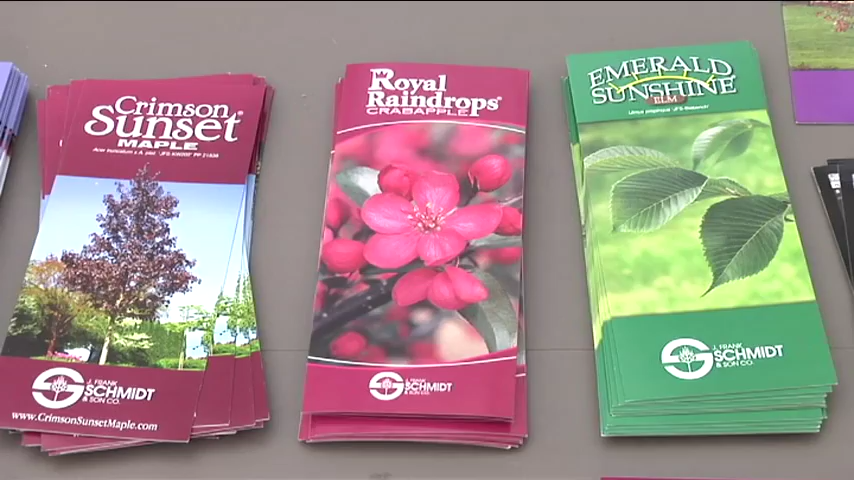 Crimson
Sunset®
MAPLE
J. FRANK
SCHMIDT
& SON CO.
www.CrimsonSunsetMaple.com
Royal
Raindrops®
CRABAPPLE
J. FRANK
SCHMIDT
& SON CO.
EMERALD
SUNSHINE®
ELM
J. FRANK
SCHMIDT
& SON CO.